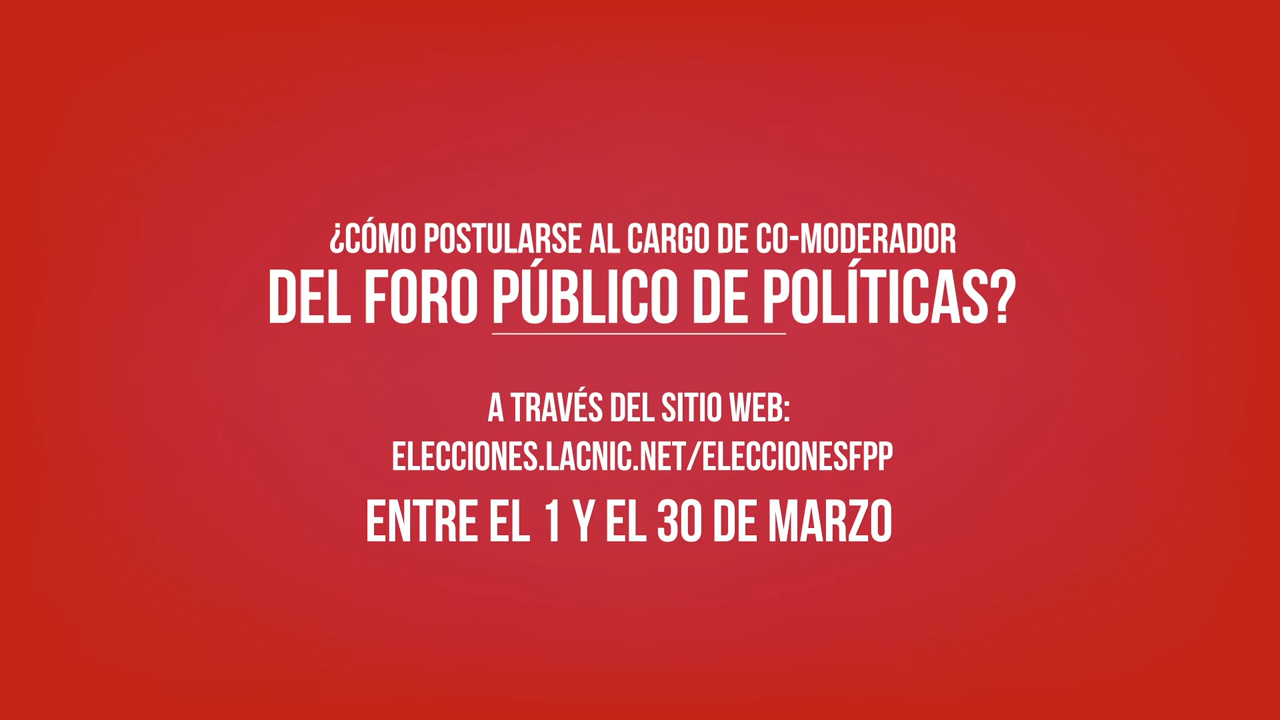 ¿CÓMO POSTULARSE AL CARGO DE CO-MODERADOR
DEL FORO PÚBLICO DE POLÍTICAS?
A TRAVÉS DEL SITIO WEB:
ELECCIONES.LACNIC.NET/ELECCIONESFPP
ENTRE EL 1 Y EL 30 DE MARZO